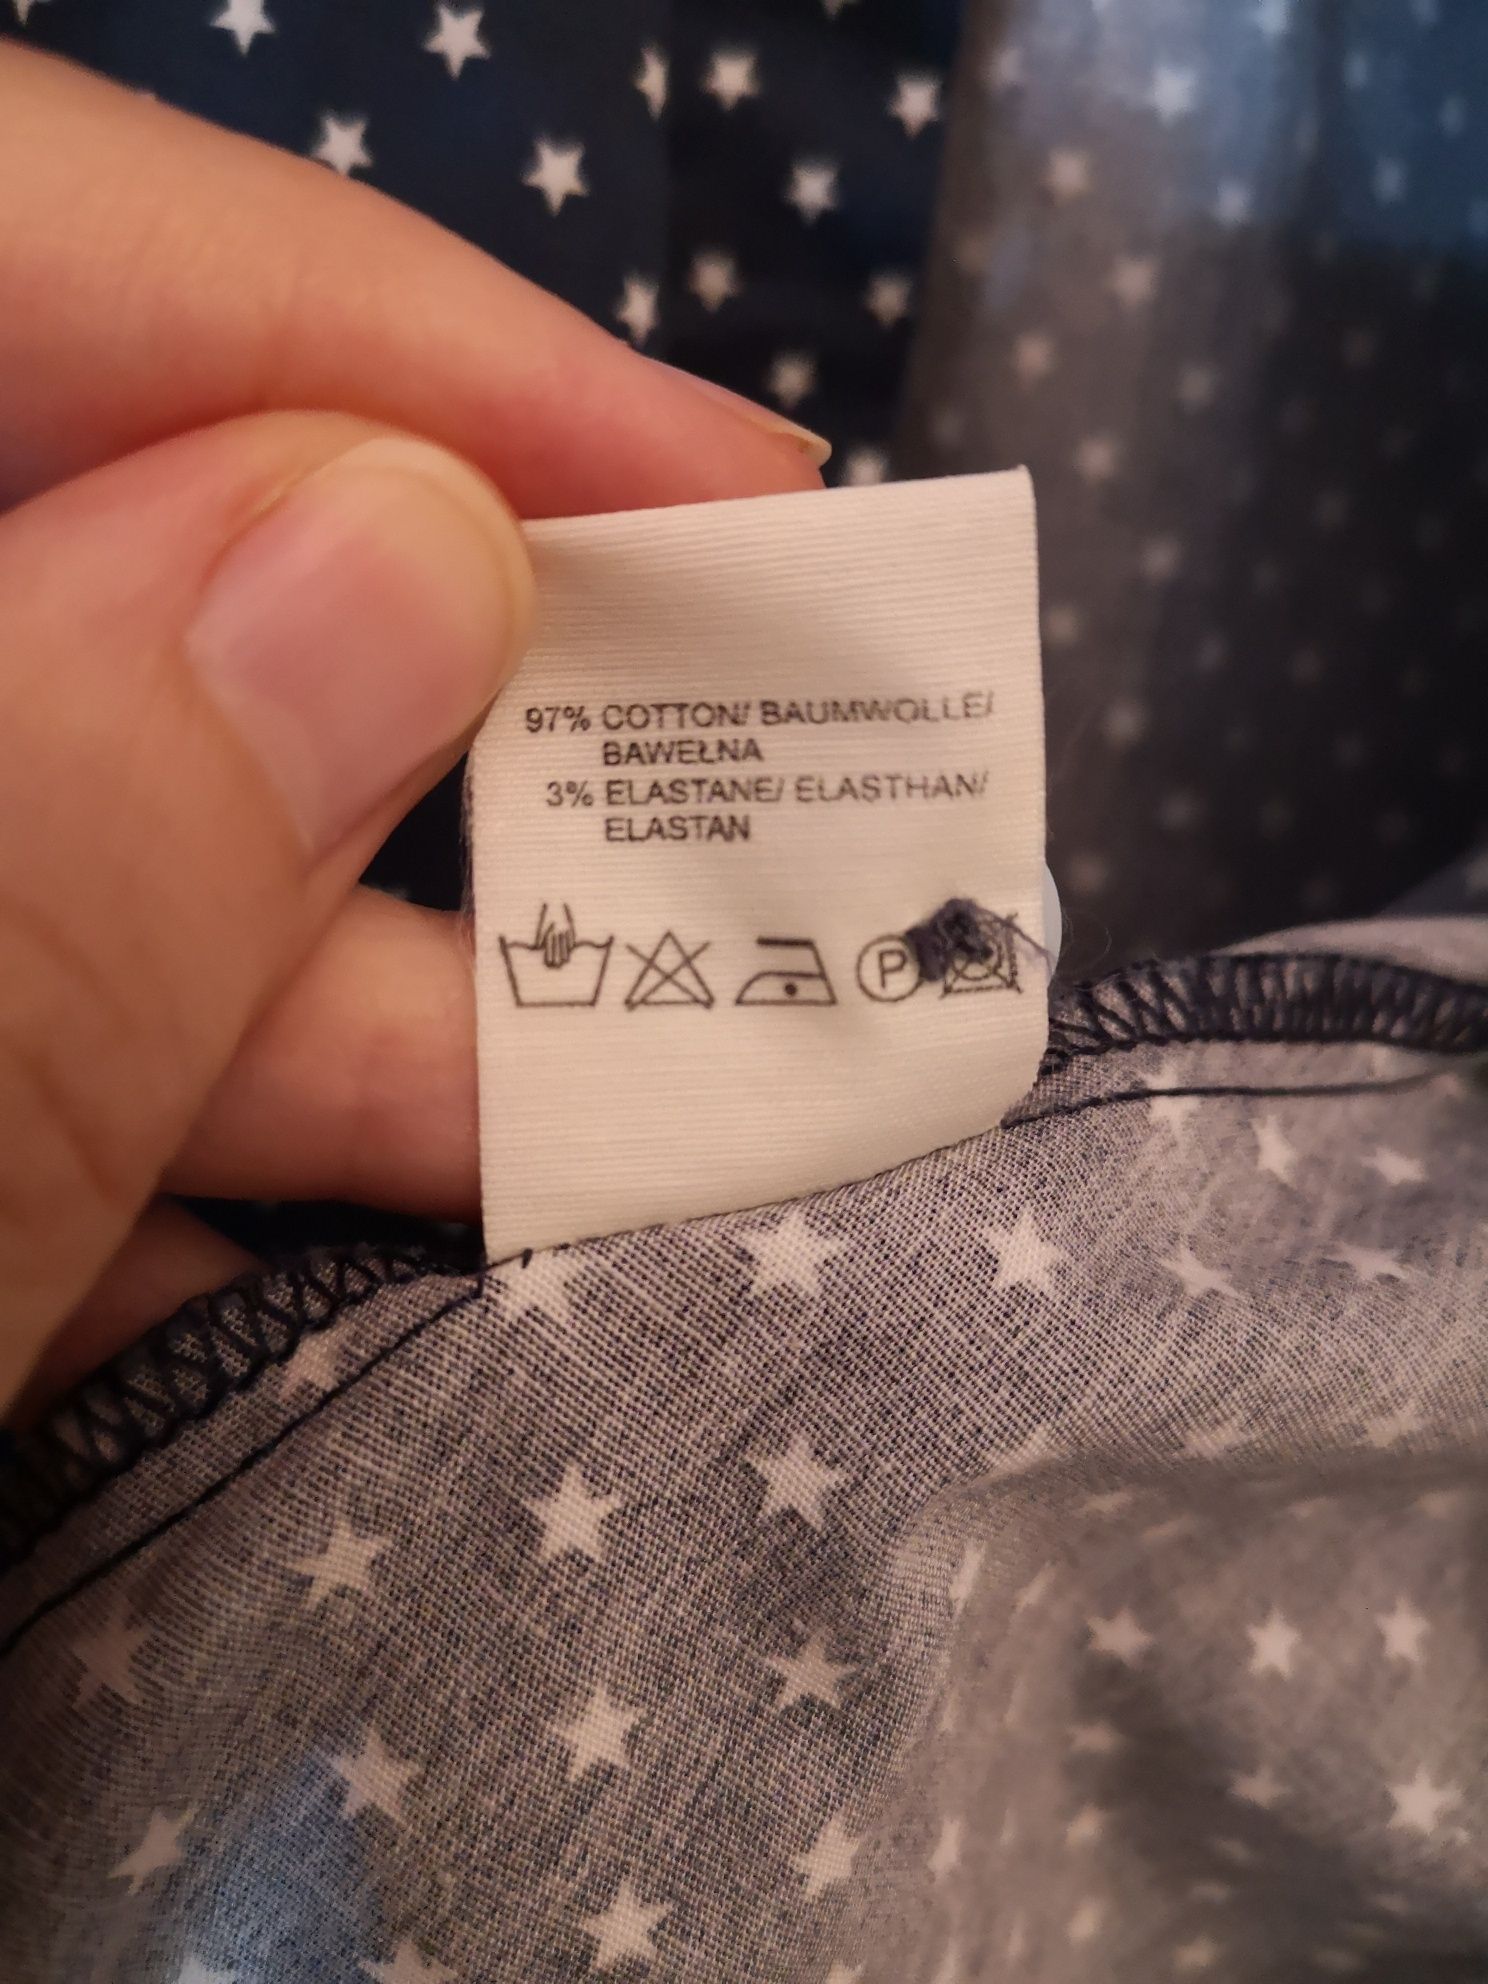 97% COTTON/ BAUMWOLLE/
BAWEŁNA
3% ELASTANE/ ELASTHAN/
ELASTAN
P